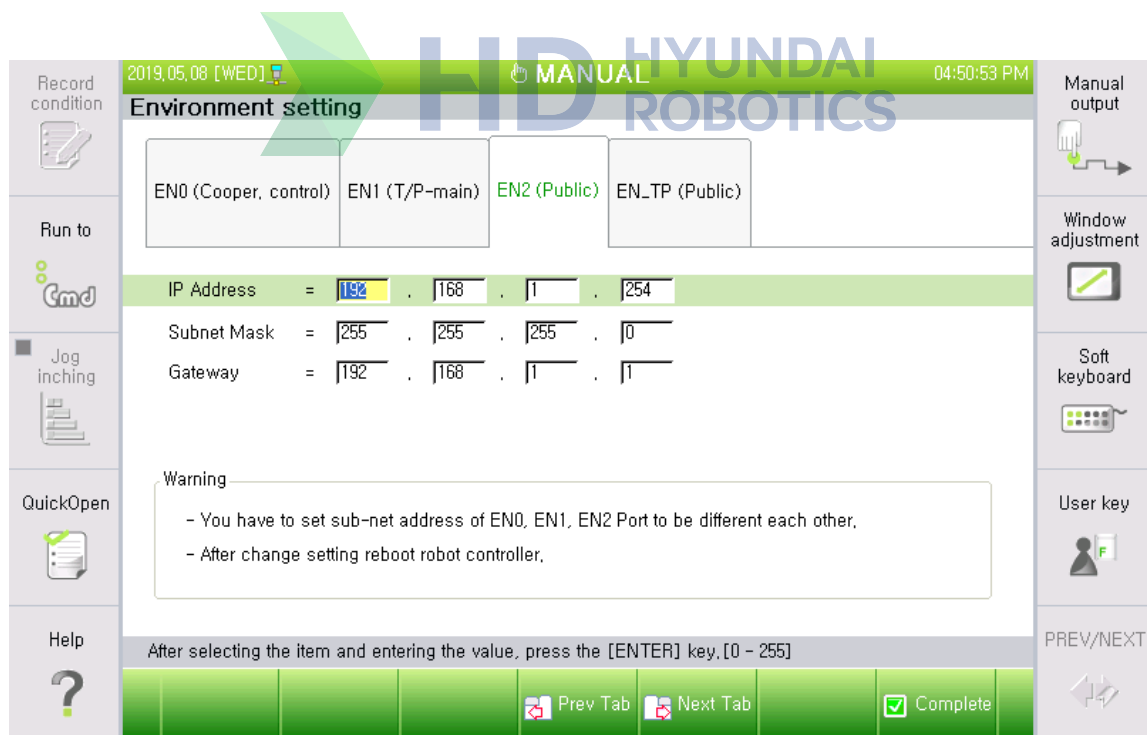 HD HYUNDAI
ROBOTICS
2019,05,08 [WED] MANUAL 04:50:53 PM
Environment setting
EN0 (Cooper, control) EN1 (T/P-main) EN2 (Public) EN_TP (Public)
IP Address = 192 . 168 . 1 . 254
Subnet Mask = 255 . 255 . 255 . 0
Gateway = 192 . 168 . 1 . 1
Warning
- You have to set sub-net address of EN0, EN1, EN2 Port to be different each other,
- After change setting reboot robot controller,
After selecting the item and entering the value, press the [ENTER] key,[0 - 255]
Prev Tab Next Tab Complete
Record
condition
Run to
Cmd
Jog
inching
QuickOpen
Help
?
Manual
output
Window
adjustment
Soft
keyboard
User key
F
PREV/NEXT